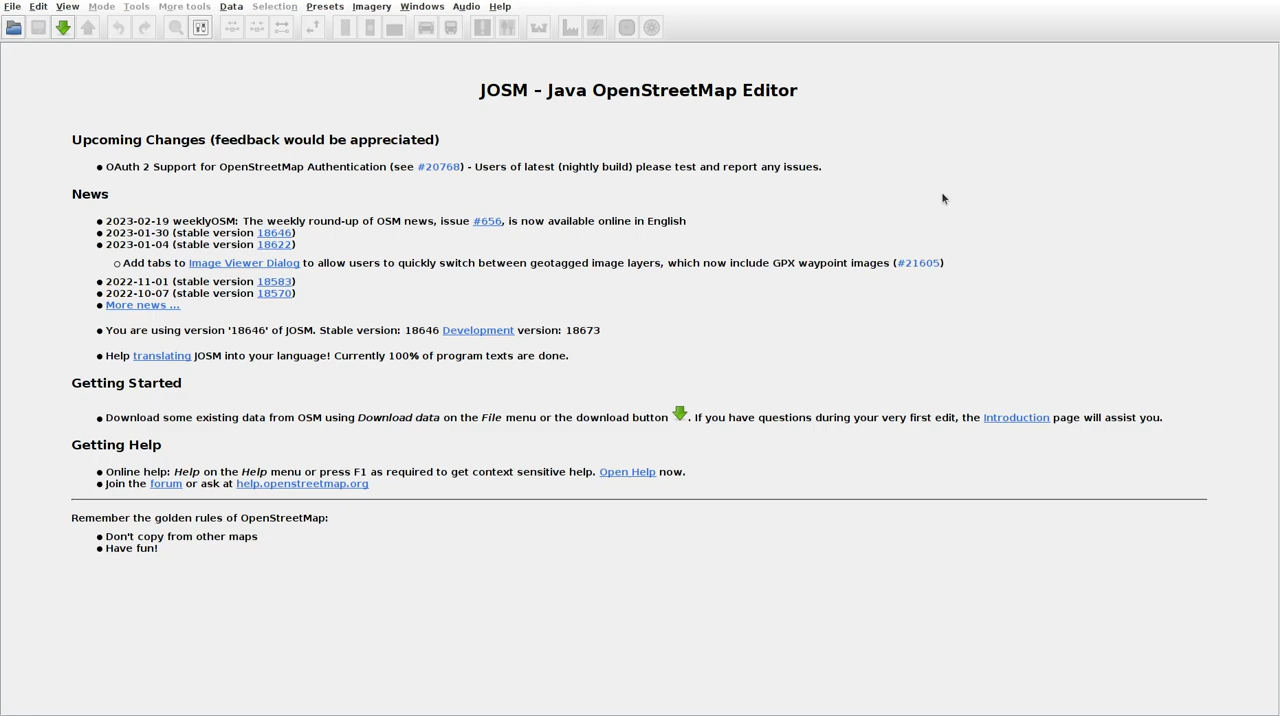 File Edit View Mode Tools More tools Data Selection Presets Imagery Windows Audio Help
JOSM – Java OpenStreetMap Editor
Upcoming Changes (feedback would be appreciated)
● OAuth 2 Support for OpenStreetMap Authentication (see #20768) - Users of latest (nightly build) please test and report any issues.
News
● 2023-02-19 weeklyOSM: The weekly round-up of OSM news, issue #656, is now available online in English
● 2023-01-30 (stable version 18646)
● 2023-01-04 (stable version 18622)
○ Add tabs to Image Viewer Dialog to allow users to quickly switch between geotagged image layers, which now include GPX waypoint images (#21605)
● 2022-11-01 (stable version 18583)
● 2022-10-07 (stable version 18570)
● More news ...
● You are using version '18646' of JOSM. Stable version: 18646 Development version: 18673
● Help translating JOSM into your language! Currently 100% of program texts are done.
Getting Started
● Download some existing data from OSM using Download data on the File menu or the download button . If you have questions during your very first edit, the Introduction page will assist you.
Getting Help
● Online help: Help on the Help menu or press F1 as required to get context sensitive help. Open Help now.
● Join the forum or ask at help.openstreetmap.org
Remember the golden rules of OpenStreetMap:
● Don't copy from other maps
● Have fun!